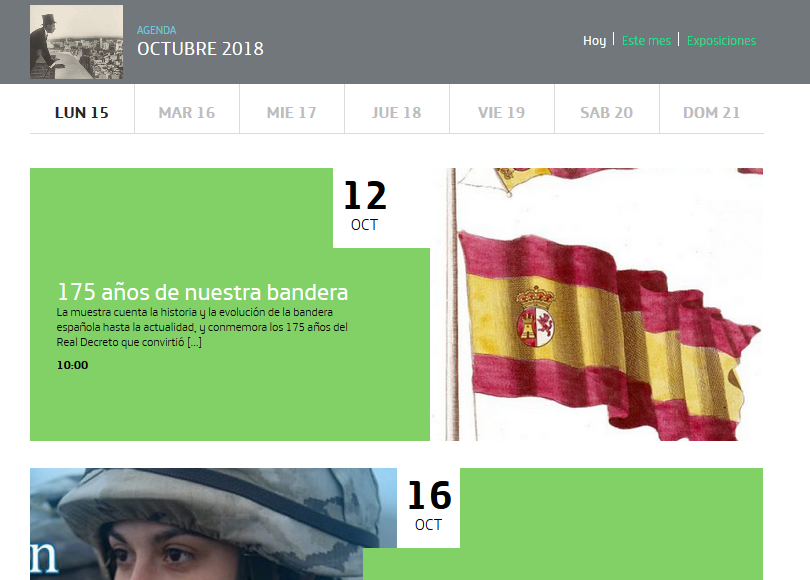 AGENDA
OCTUBRE 2018
Hoy
Este mes
Exposiciones
LUN 15
MAR 16
MIE 17
JUE 18
VIE 19
SAB 20
DOM 21
12
OCT
175 años de nuestra bandera
La muestra cuenta la historia y la evolución de la bandera
española hasta la actualidad, y conmemora los 175 años del
Real Decreto que convirtió [...]
10:00
16
OCT
n